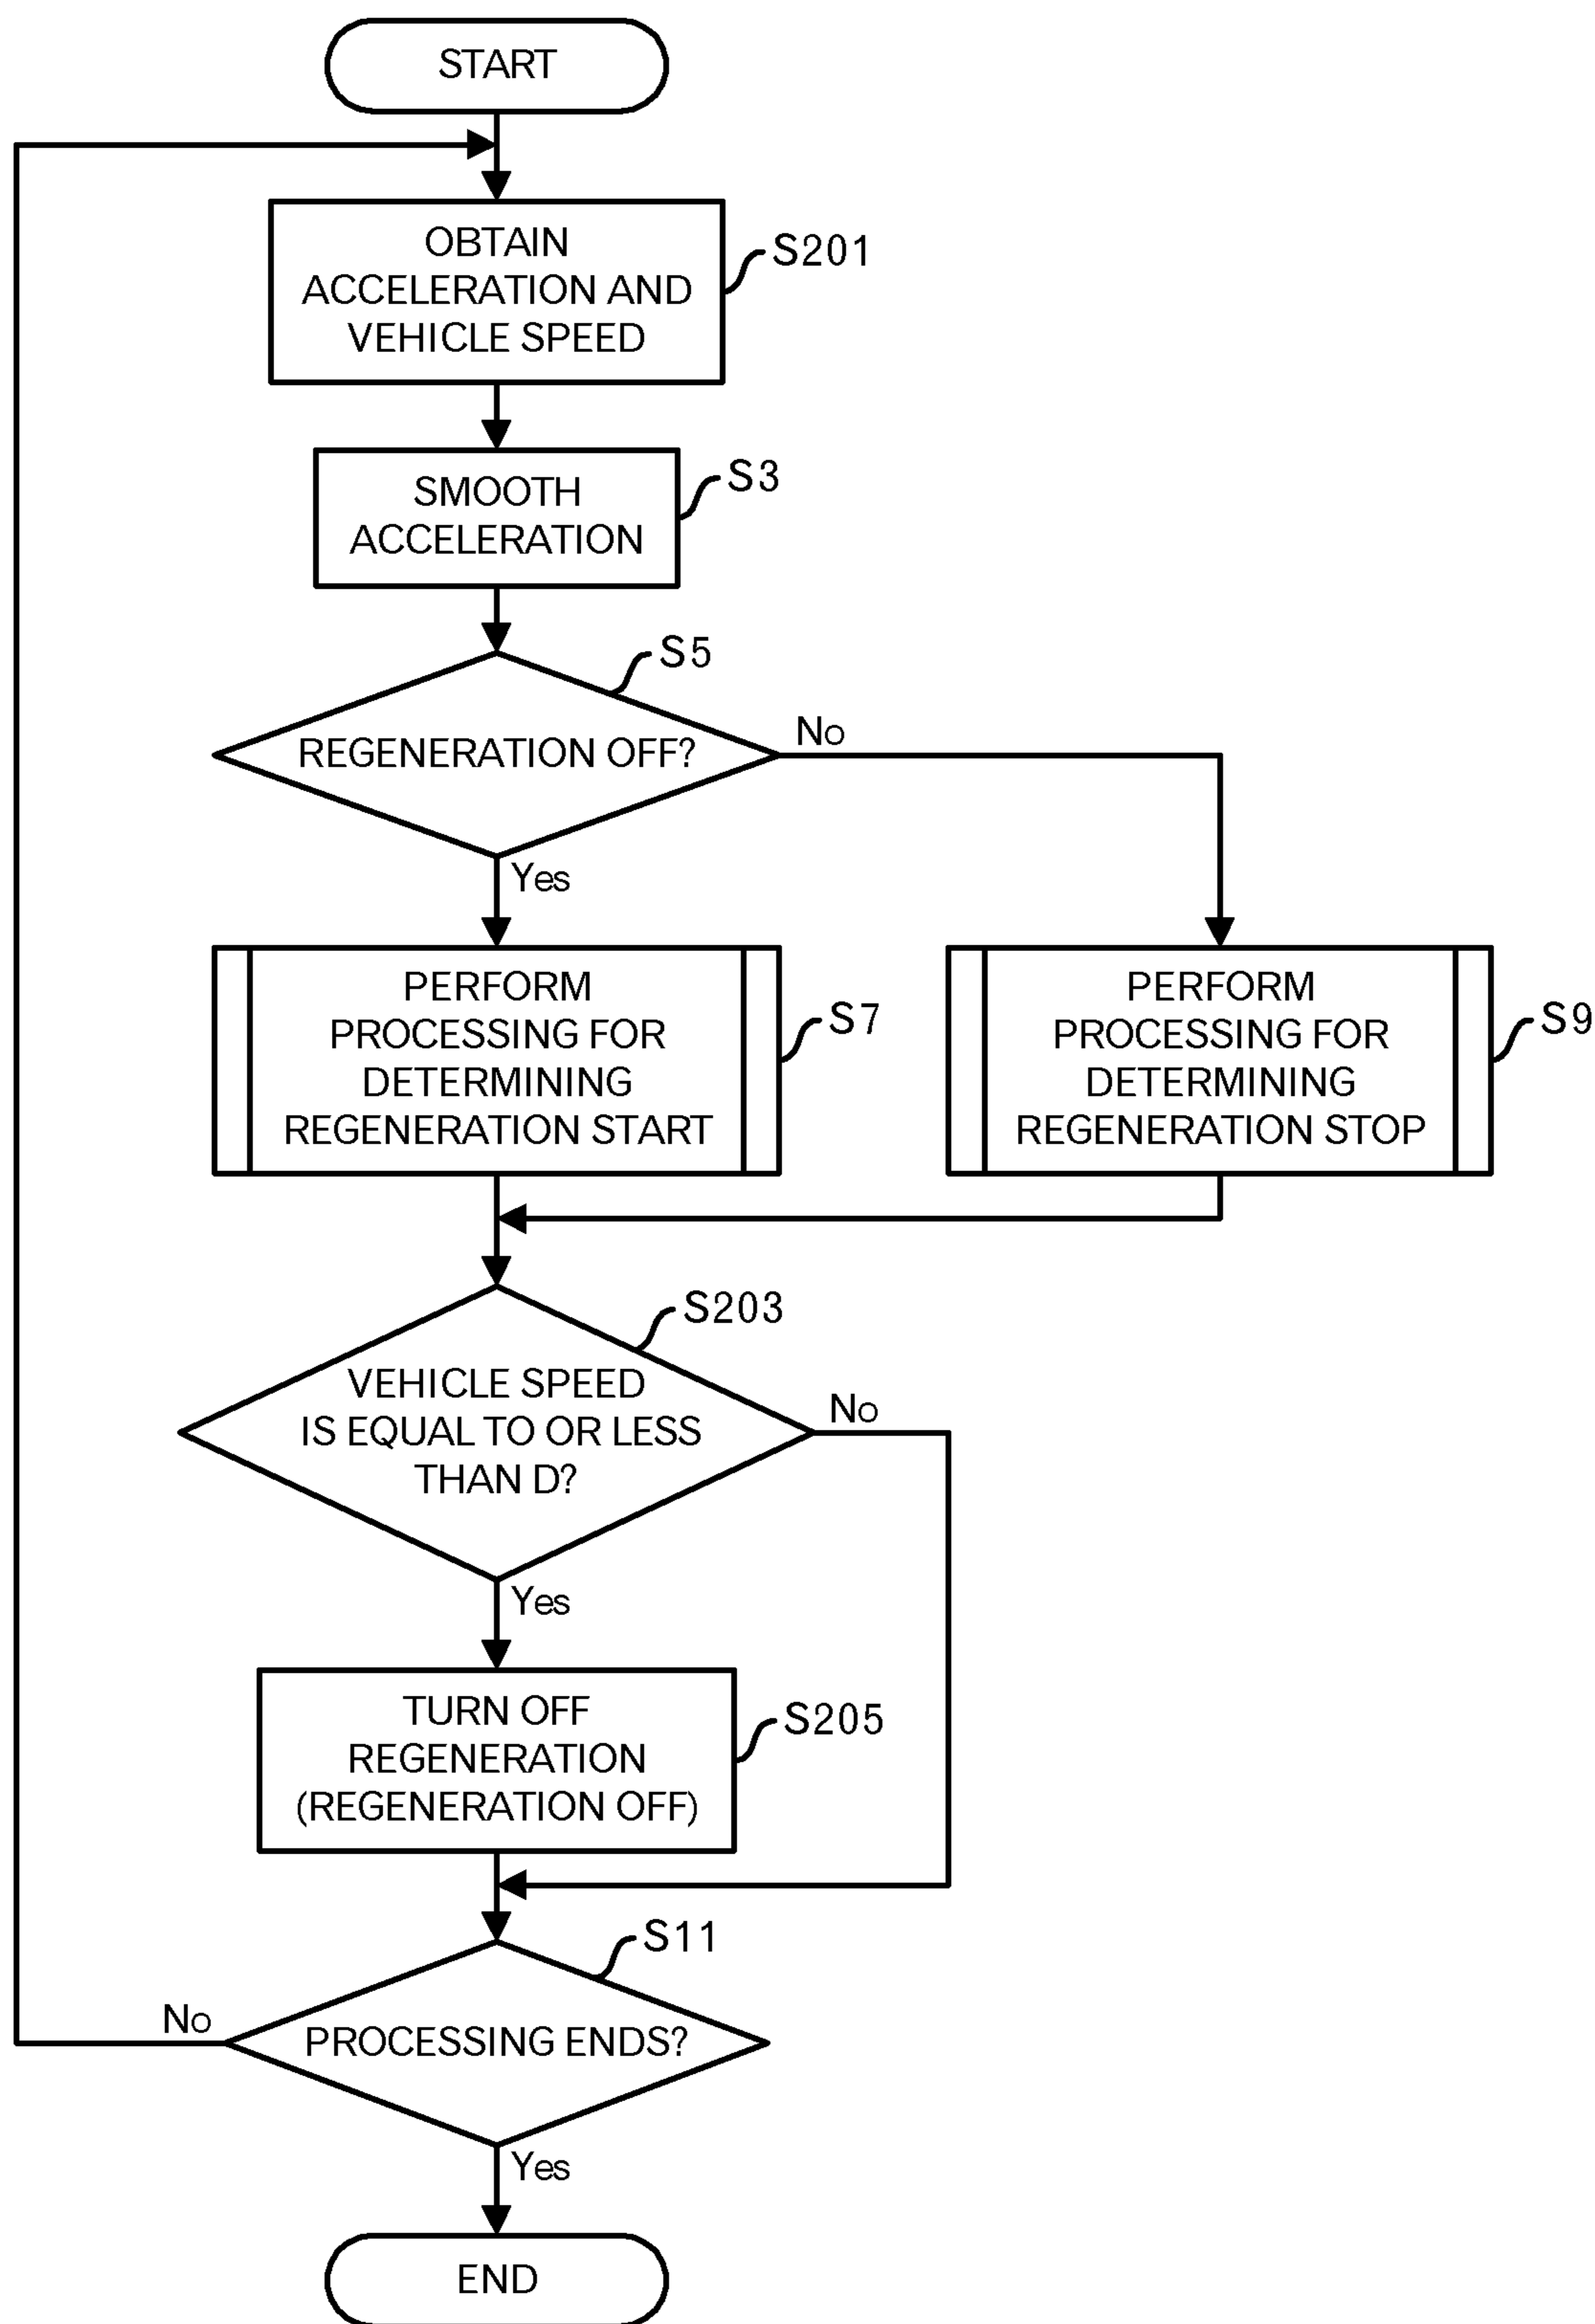 START
OBTAIN
ACCELERATION AND
VEHICLE SPEED
S201
SMOOTH
ACCELERATION
S3
S5
REGENERATION OFF?
No
Yes
PERFORM
PROCESSING FOR
DETERMINING
REGENERATION START
S7
PERFORM
PROCESSING FOR
DETERMINING
REGENERATION STOP
S9
S203
VEHICLE SPEED
IS EQUAL TO OR LESS
THAN D?
No
Yes
TURN OFF
REGENERATION
(REGENERATION OFF)
S205
S11
No
PROCESSING ENDS?
Yes
END